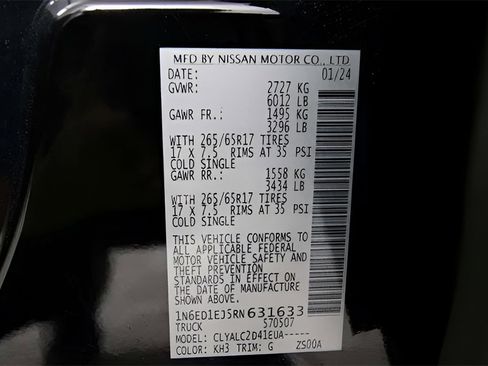 MFD BY NISSAN MOTOR CO., LTD.
DATE: 01/24
GVWR: 2727 KG
6012 LB
GAWR FR.: 1495 KG
3296 LB
WITH 265/65R17 TIRES
17 X 7.5 RIMS AT 35 PSI
COLD SINGLE
GAWR RR.: 1558 KG
3434 LB
WITH 265/65R17 TIRES
17 X 7.5 RIMS AT 35 PSI
COLD SINGLE
THIS VEHICLE CONFORMS TO
ALL APPLICABLE FEDERAL
MOTOR VEHICLE SAFETY AND
THEFT PREVENTION
STANDARDS IN EFFECT ON
THE DATE OF MANUFACTURE
SHOWN ABOVE.
1N6ED1EJ5RN631633
TRUCK 570507
MODEL: CLYALC2D41EUA-----
COLOR: KH3 TRIM: G ZS00A